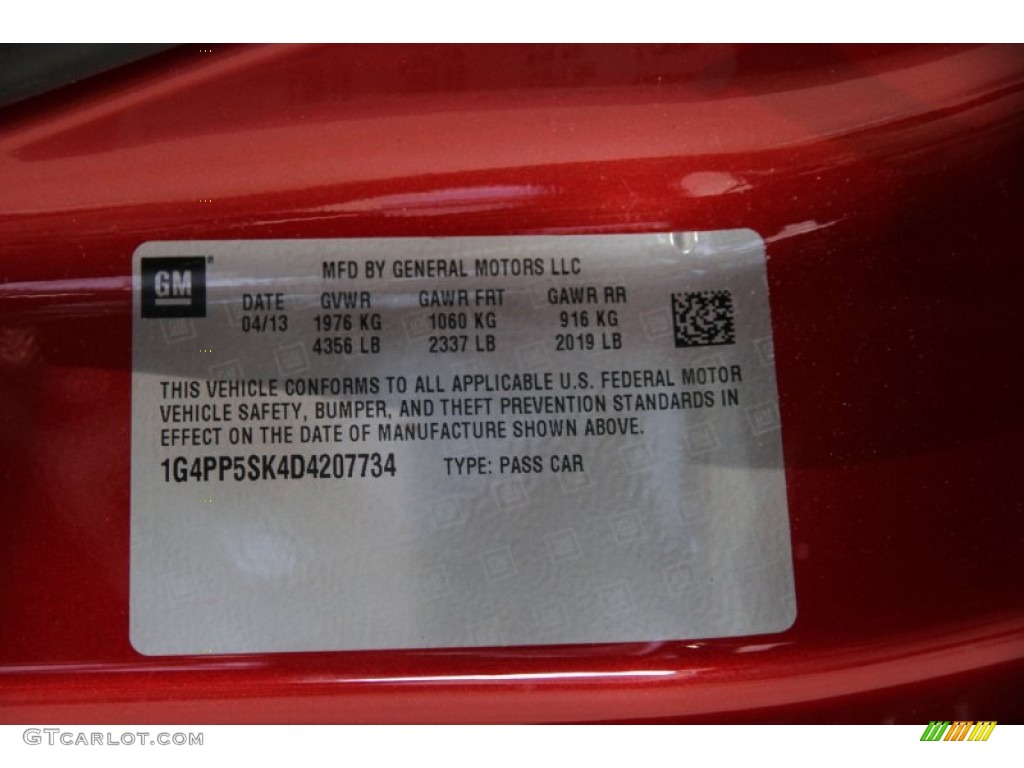 GM
MFD BY GENERAL MOTORS LLC
DATE GVWR GAWR FRT GAWR RR
04/13 1976 KG 1060 KG 916 KG
4356 LB 2337 LB 2019 LB
THIS VEHICLE CONFORMS TO ALL APPLICABLE U.S. FEDERAL MOTOR
VEHICLE SAFETY, BUMPER, AND THEFT PREVENTION STANDARDS IN
EFFECT ON THE DATE OF MANUFACTURE SHOWN ABOVE.
1G4PP5SK4D4207734 TYPE: PASS CAR
GTCARLOT.COM